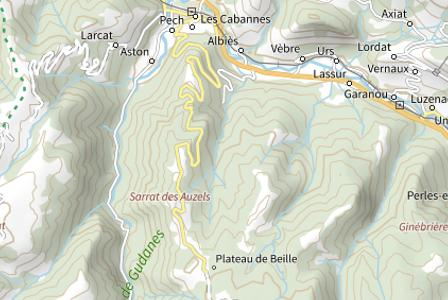 Pech
Les Cabannes
Axiat
Larcat
Albiès
Aston
Vèbre
Urs
Lordat
Lassur
Vernaux
Garanou
Luzena
Un
Sarrat des Auzels
Perles-e
Ginébrière
de Gudanes
Plateau de Beille